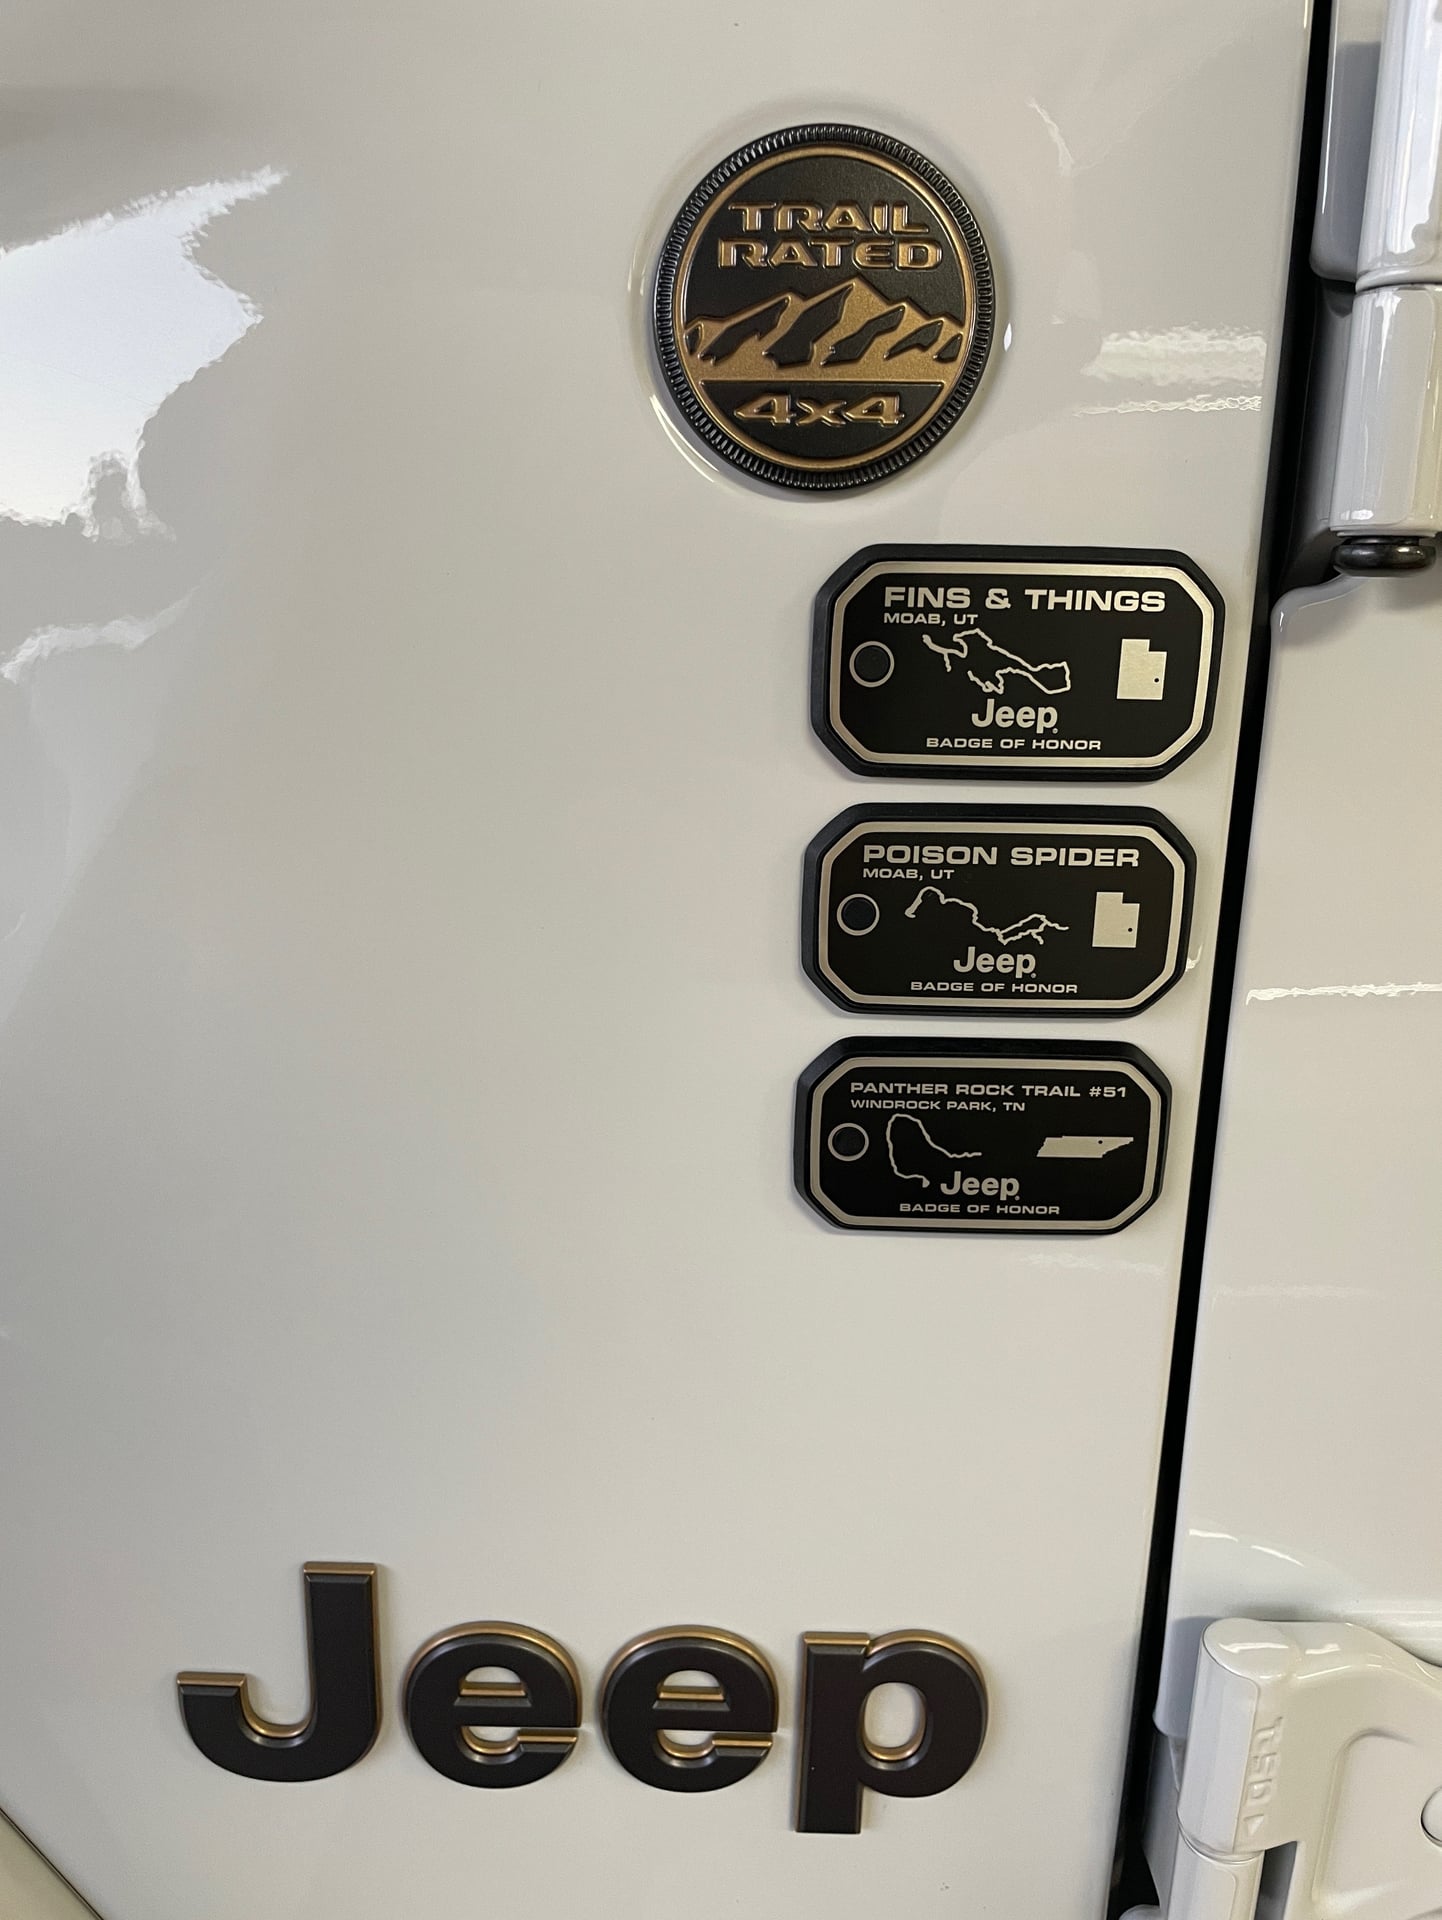 TRAIL
RATED
4x4
FINS & THINGS
MOAB, UT
Jeep
BADGE OF HONOR
POISON SPIDER
MOAB, UT
Jeep
BADGE OF HONOR
PANTHER ROCK TRAIL #51
WINDROCK PARK, TN
Jeep
BADGE OF HONOR
Jeep
T50